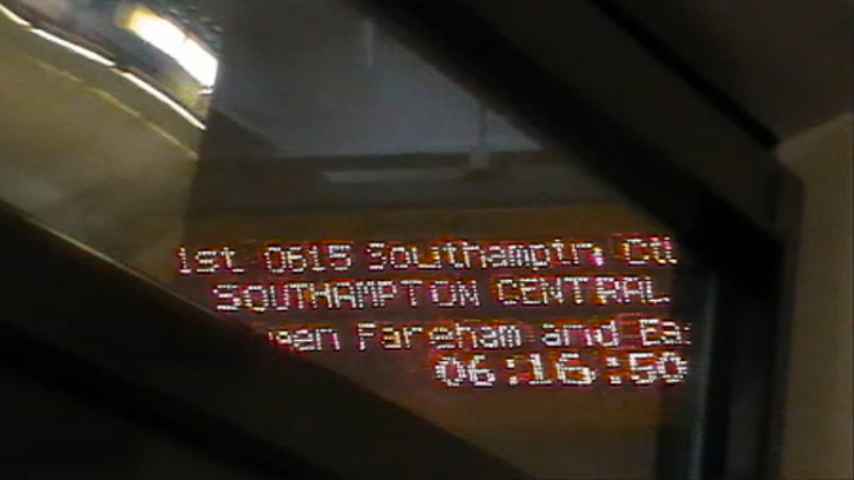 1st 0615 Southamptn Ctl
SOUTHAMPTON CENTRAL
Fareham and
06:16:50